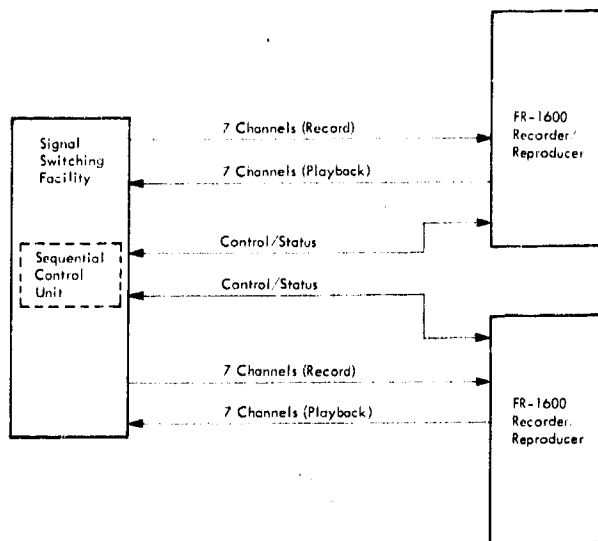 Signal
Switching
Facility
Sequential
Control
Unit
7 Channels (Record)
7 Channels (Playback)
Control/Status
Control/Status
7 Channels (Record)
7 Channels (Playback)
FR-1600
Recorder/
Reproducer
FR-1600
Recorder/
Reproducer